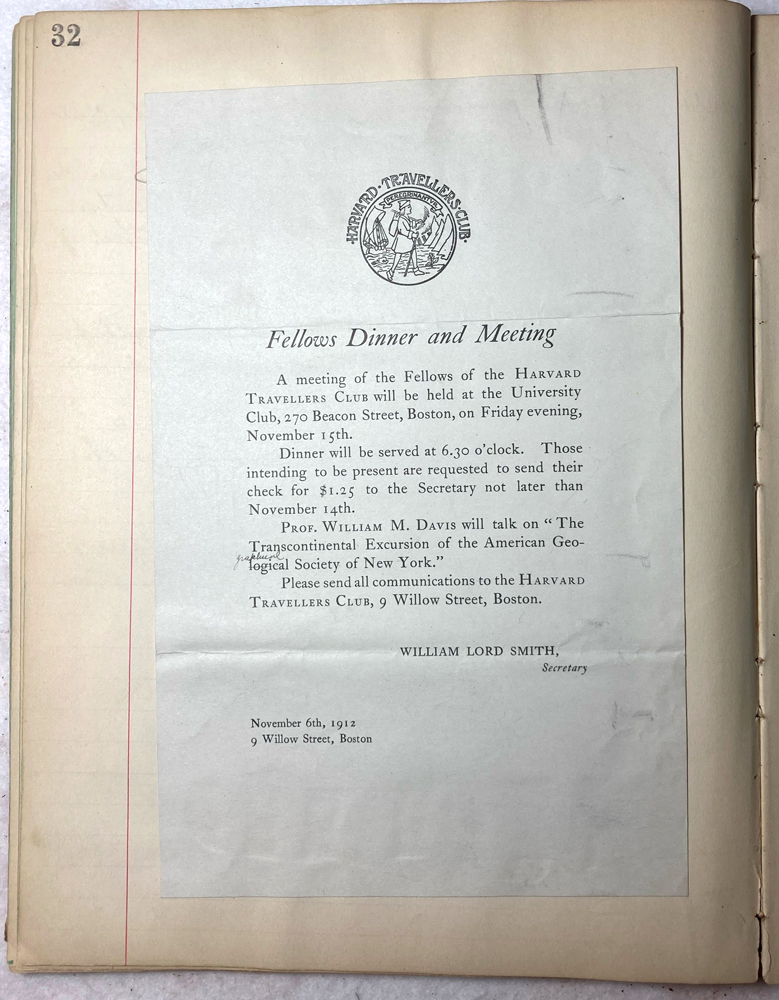 32
HARVARD·TRAVELLERS·CLUB
PEREGRINAMVR
Fellows Dinner and Meeting
A meeting of the Fellows of the HARVARD
TRAVELLERS CLUB will be held at the University
Club, 270 Beacon Street, Boston, on Friday evening,
November 15th.
Dinner will be served at 6.30 o'clock. Those
intending to be present are requested to send their
check for $1.25 to the Secretary not later than
November 14th.
PROF. WILLIAM M. DAVIS will talk on "The
Transcontinental Excursion of the American Geo-
graphical
logical Society of New York."
Please send all communications to the HARVARD
TRAVELLERS CLUB, 9 Willow Street, Boston.
WILLIAM LORD SMITH,
Secretary
November 6th, 1912
9 Willow Street, Boston